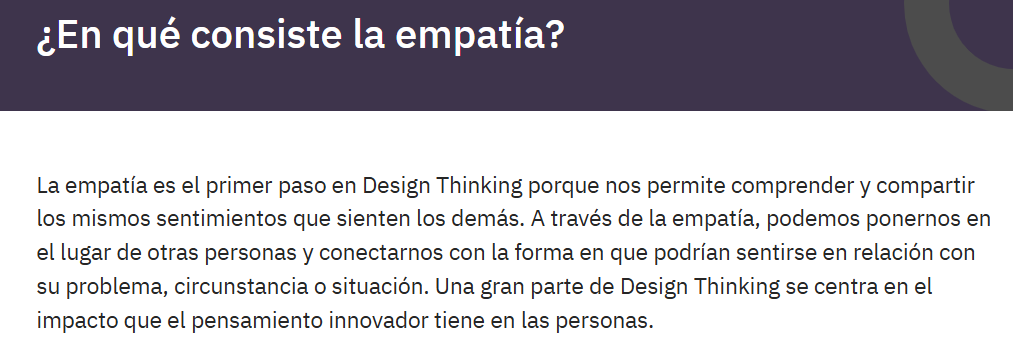 ¿En qué consiste la empatía?
La empatía es el primer paso en Design Thinking porque nos permite comprender y compartir
los mismos sentimientos que sienten los demás. A través de la empatía, podemos ponernos en
el lugar de otras personas y conectarnos con la forma en que podrían sentirse en relación con
su problema, circunstancia o situación. Una gran parte de Design Thinking se centra en el
impacto que el pensamiento innovador tiene en las personas.